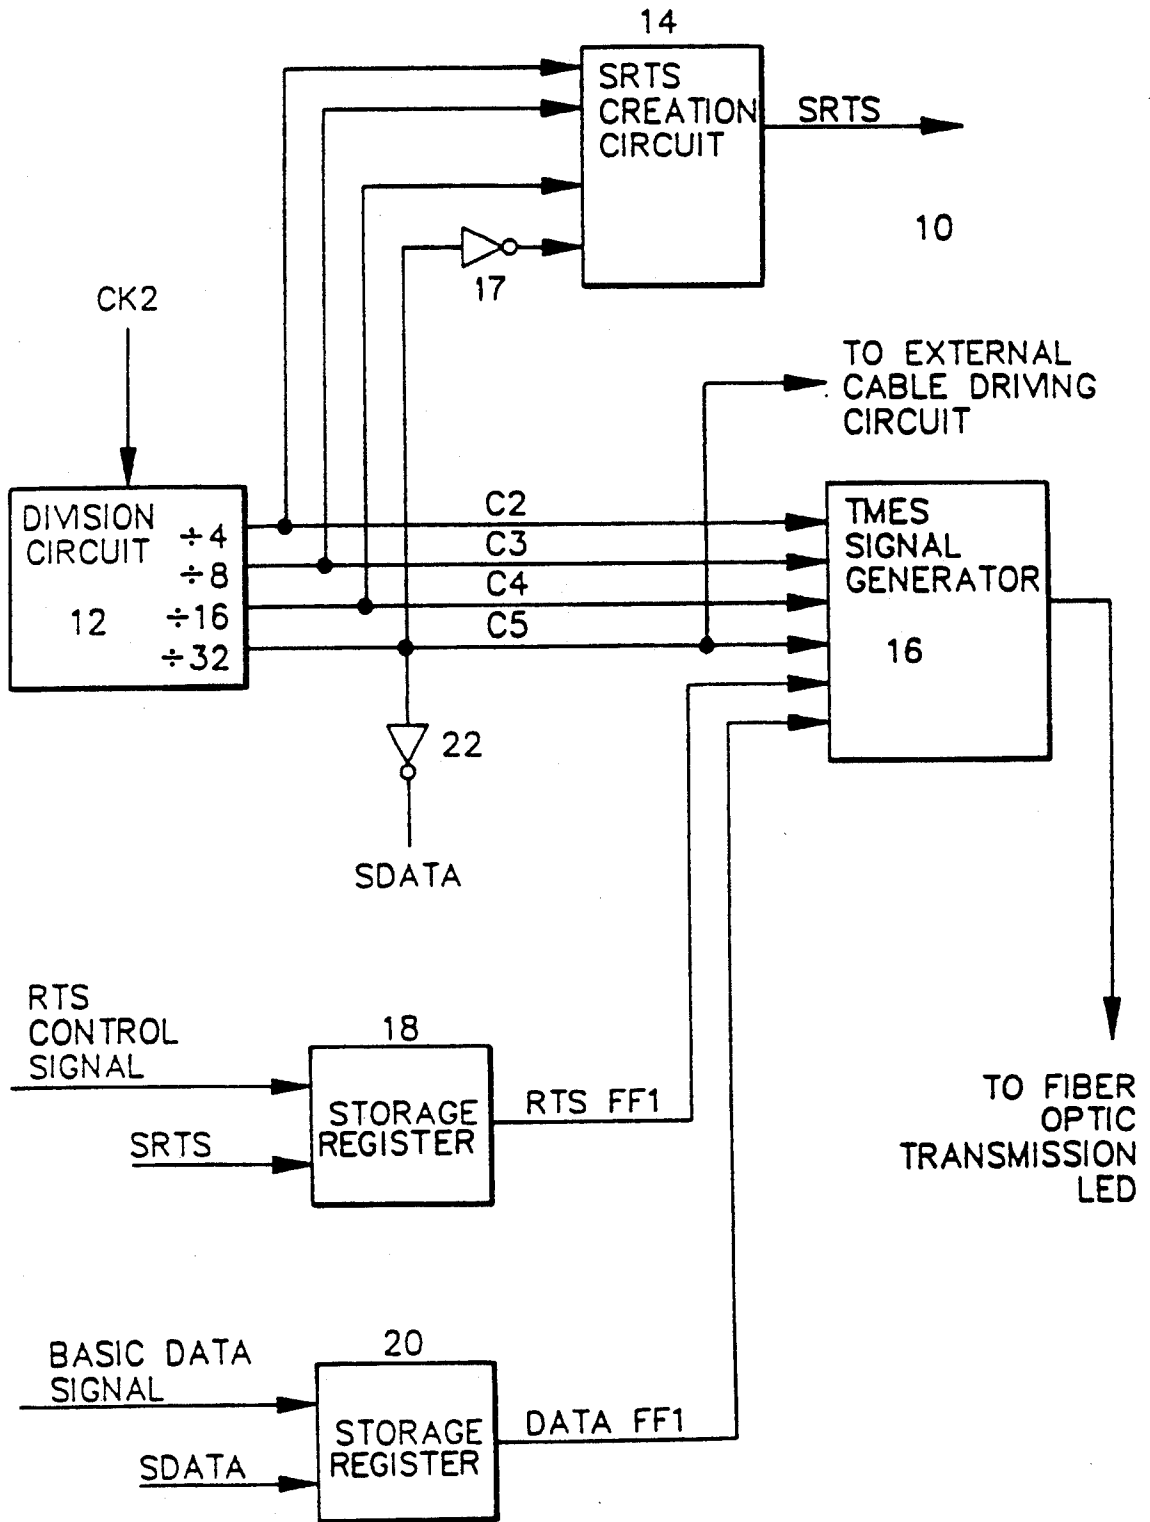 14
SRTS
CREATION
CIRCUIT
SRTS
10
17
CK2
TO EXTERNAL
CABLE DRIVING
CIRCUIT
DIVISION
CIRCUIT
÷4
÷8
÷16
÷32
12
C2
C3
C4
C5
TMES
SIGNAL
GENERATOR
16
22
SDATA
RTS
CONTROL
SIGNAL
18
STORAGE
REGISTER
SRTS
RTS FF1
TO FIBER
OPTIC
TRANSMISSION
LED
BASIC DATA
SIGNAL
20
STORAGE
REGISTER
SDATA
DATA FF1